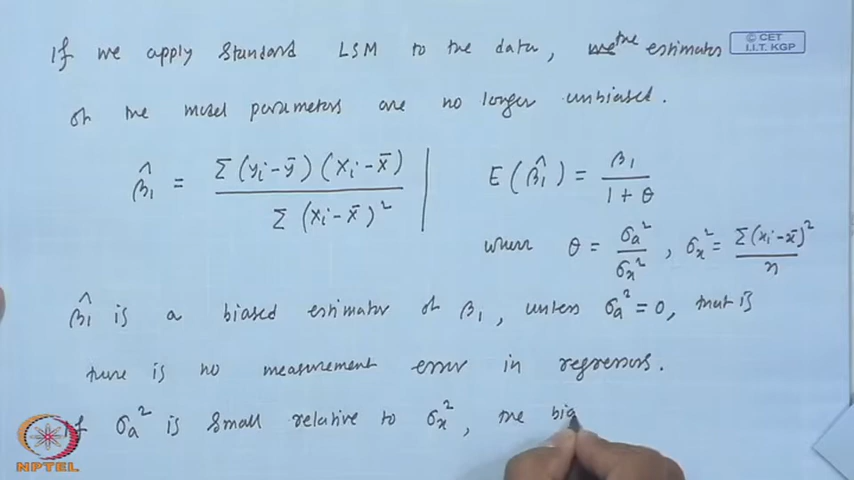 If we apply standard LSM to the data, the estimates
© CET
I.I.T. KGP
of the model parameters are no longer unbiased.
β̂₁ = Σ(yᵢ-ȳ)(Xᵢ-X̄) / Σ(Xᵢ-X̄)² | E(β̂₁) = β₁ / 1+θ
where θ = σₐ² / σₓ² , σₓ² = Σ(xᵢ-x̄)² / n
β̂₁ is a biased estimator of β₁, unless σₐ² = 0, that is
there is no measurement error in regressors.
If σₐ² is small relative to σₓ², the bia
NPTEL